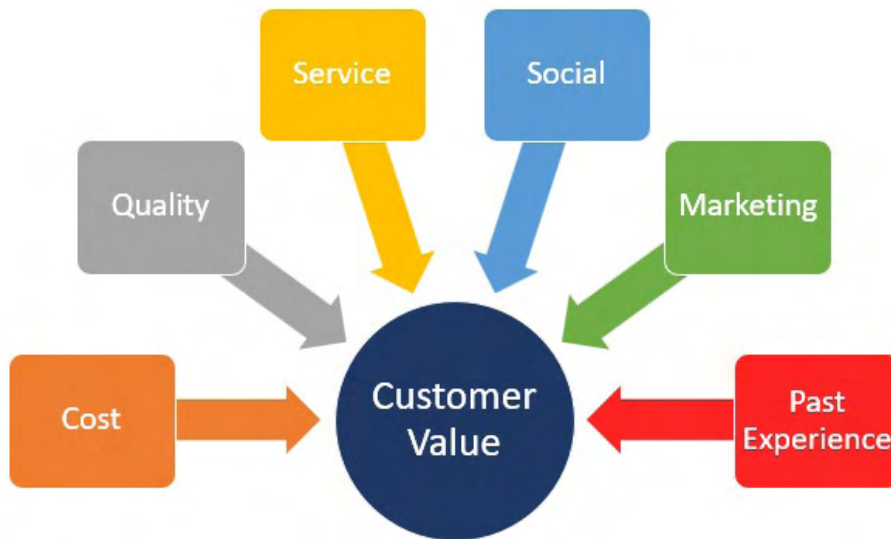 Service
Social
Quality
Marketing
Cost
Customer
Value
Past
Experience